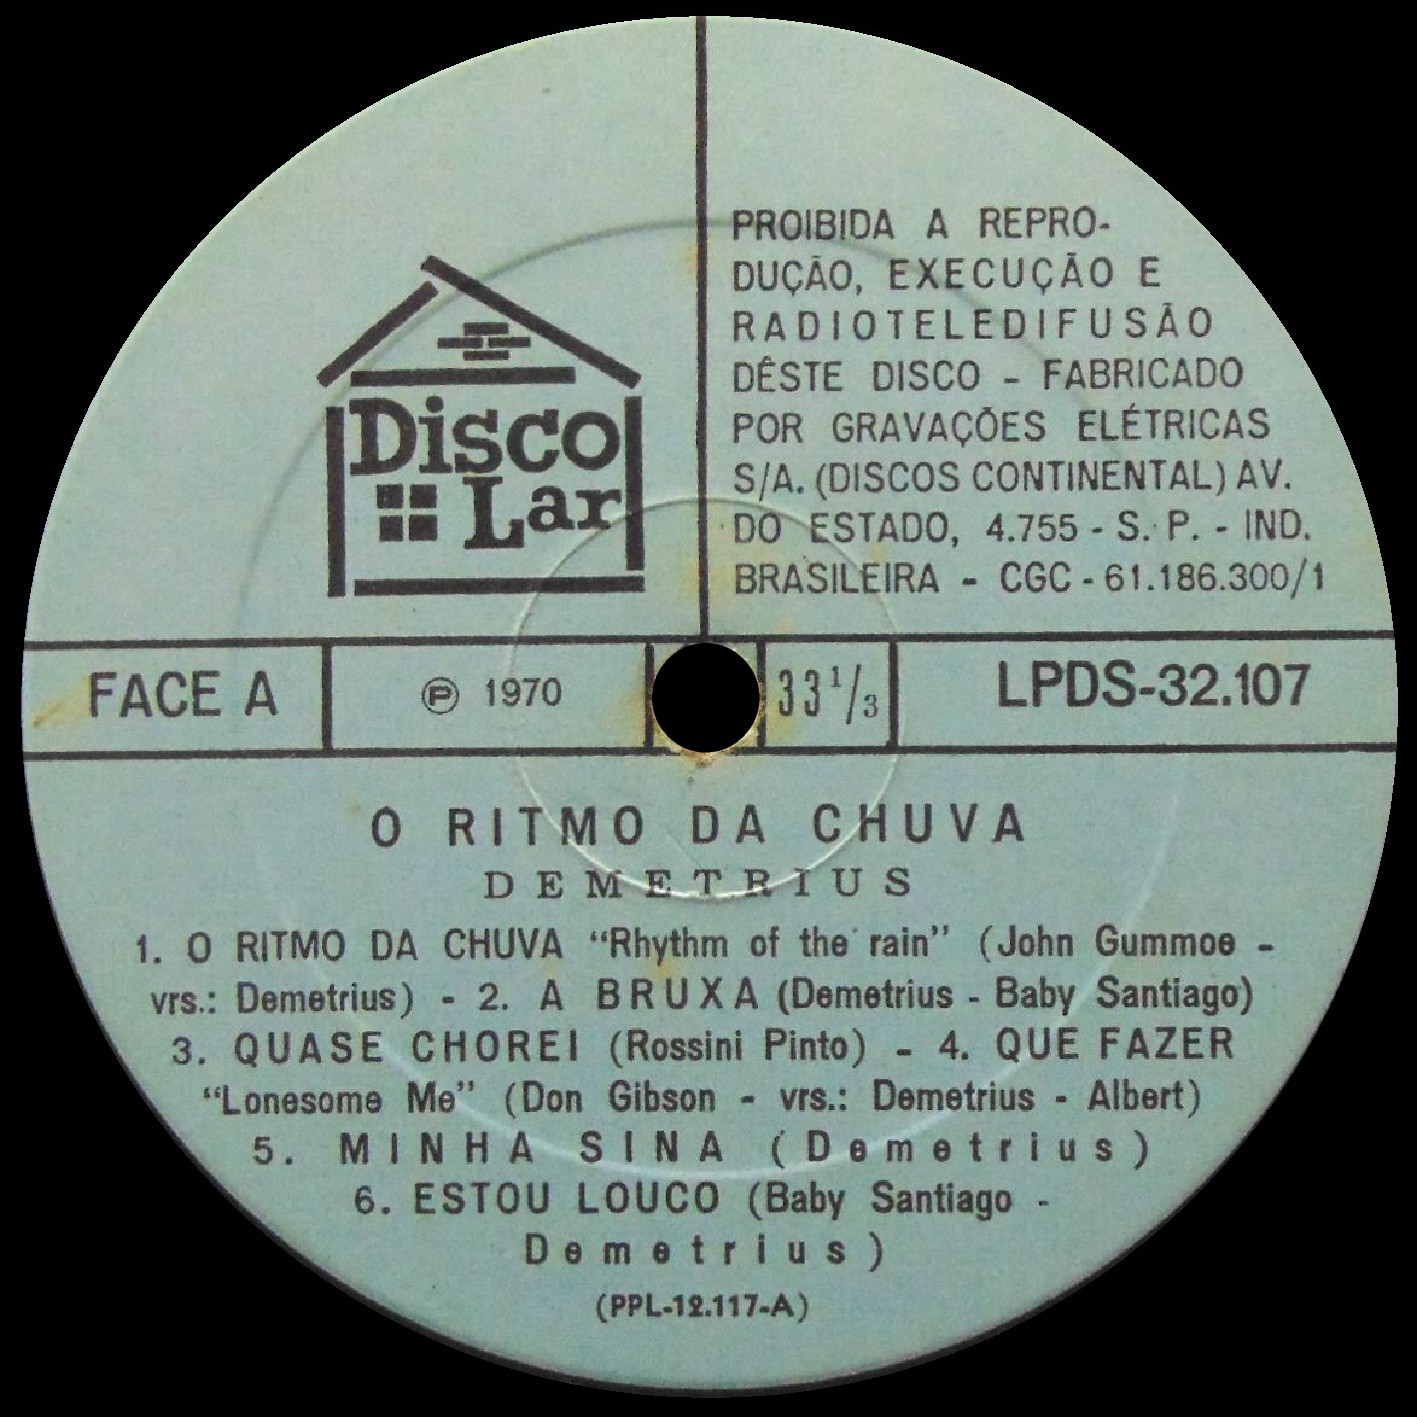 PROIBIDA A REPRO-
DUÇÃO, EXECUÇÃO E
RADIOTELEDIFUSÃO
DÊSTE DISCO - FABRICADO
POR GRAVAÇÕES ELÉTRICAS
S/A. (DISCOS CONTINENTAL) AV.
DO ESTADO, 4.755 - S. P. - IND.
BRASILEIRA - CGC - 61.186.300/1
Disco
Lar
FACE A
Ⓟ 1970
33 1/3
LPDS-32.107
O RITMO DA CHUVA
DEMETRIUS
1. O RITMO DA CHUVA “Rhythm of the rain” (John Gummoe -
vrs.: Demetrius) - 2. A BRUXA (Demetrius - Baby Santiago)
3. QUASE CHOREI (Rossini Pinto) - 4. QUE FAZER
“Lonesome Me” (Don Gibson - vrs.: Demetrius - Albert)
5. MINHA SINA (Demetrius)
6. ESTOU LOUCO (Baby Santiago -
Demetrius)
(PPL-12.117-A)